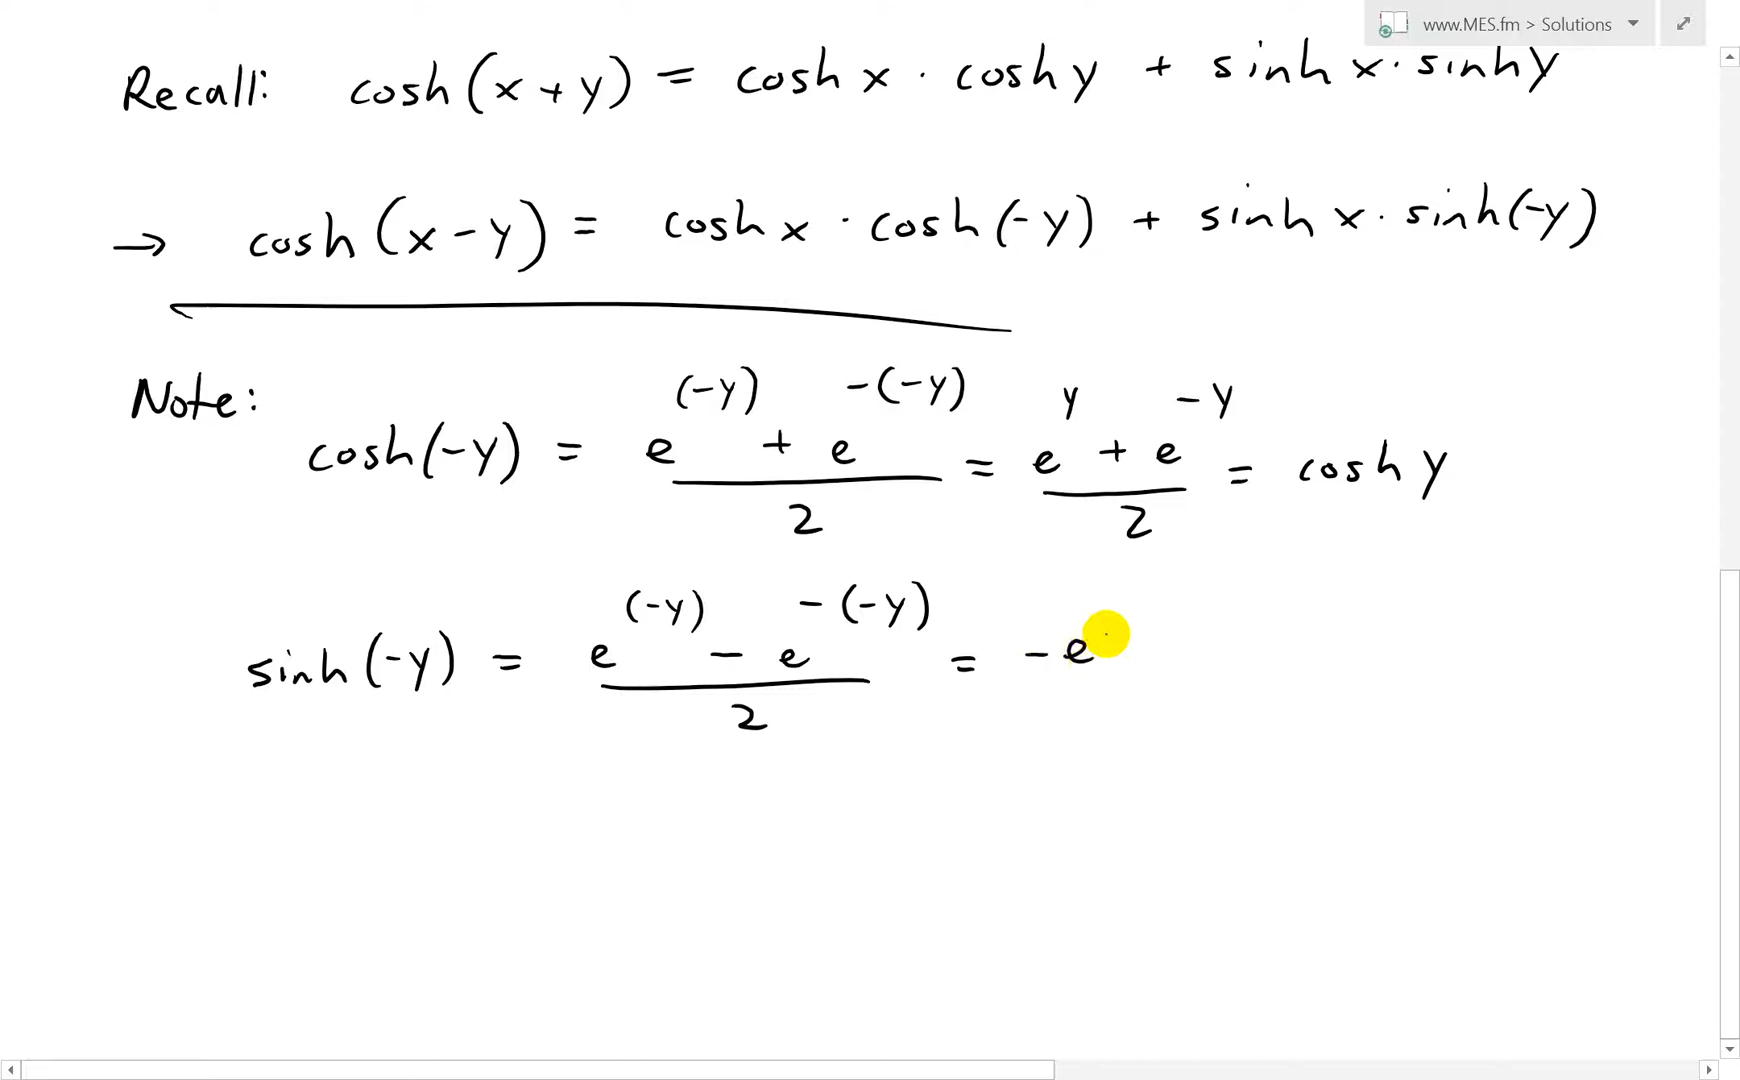 www.MES.fm > Solutions
Recall: cosh(x+y) = cosh x · cosh y + sinh x · sinh y
→ cosh(x-y) = cosh x · cosh(-y) + sinh x · sinh(-y)
Note:
cosh(-y) = (e^(-y) + e^-(-y))/2 = (e^y + e^-y)/2 = cosh y
sinh(-y) = (e^(-y) - e^-(-y))/2 = -e